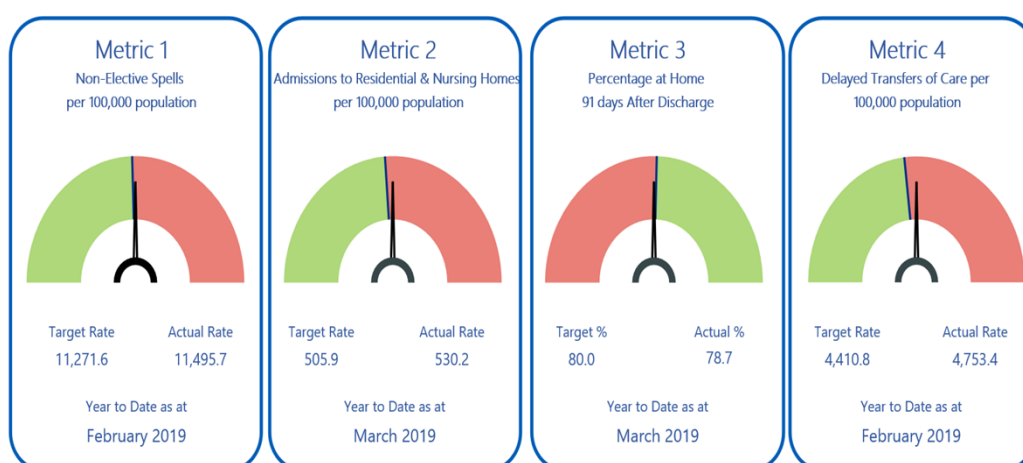 Metric 1
Non-Elective Spells
per 100,000 population
Target Rate
Actual Rate
11,271.6
11,495.7
Year to Date as at
February 2019
Metric 2
Admissions to Residential & Nursing Homes
per 100,000 population
Target Rate
Actual Rate
505.9
530.2
Year to Date as at
March 2019
Metric 3
Percentage at Home
91 days After Discharge
Target %
Actual %
80.0
78.7
Year to Date as at
March 2019
Metric 4
Delayed Transfers of Care per
100,000 population
Target Rate
Actual Rate
4,410.8
4,753.4
Year to Date as at
February 2019